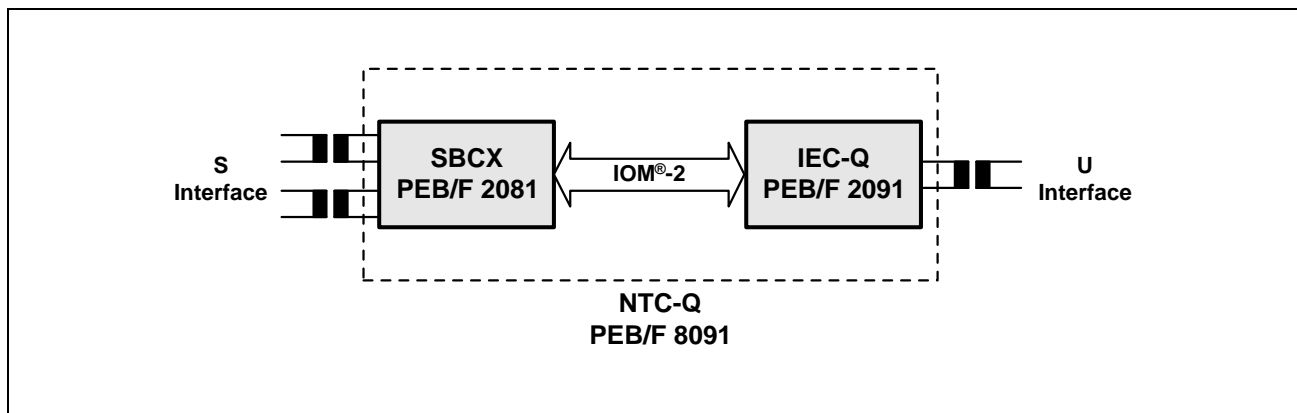 S
Interface
SBCX
PEB/F 2081
IOM®-2
IEC-Q
PEB/F 2091
U
Interface
NTC-Q
PEB/F 8091